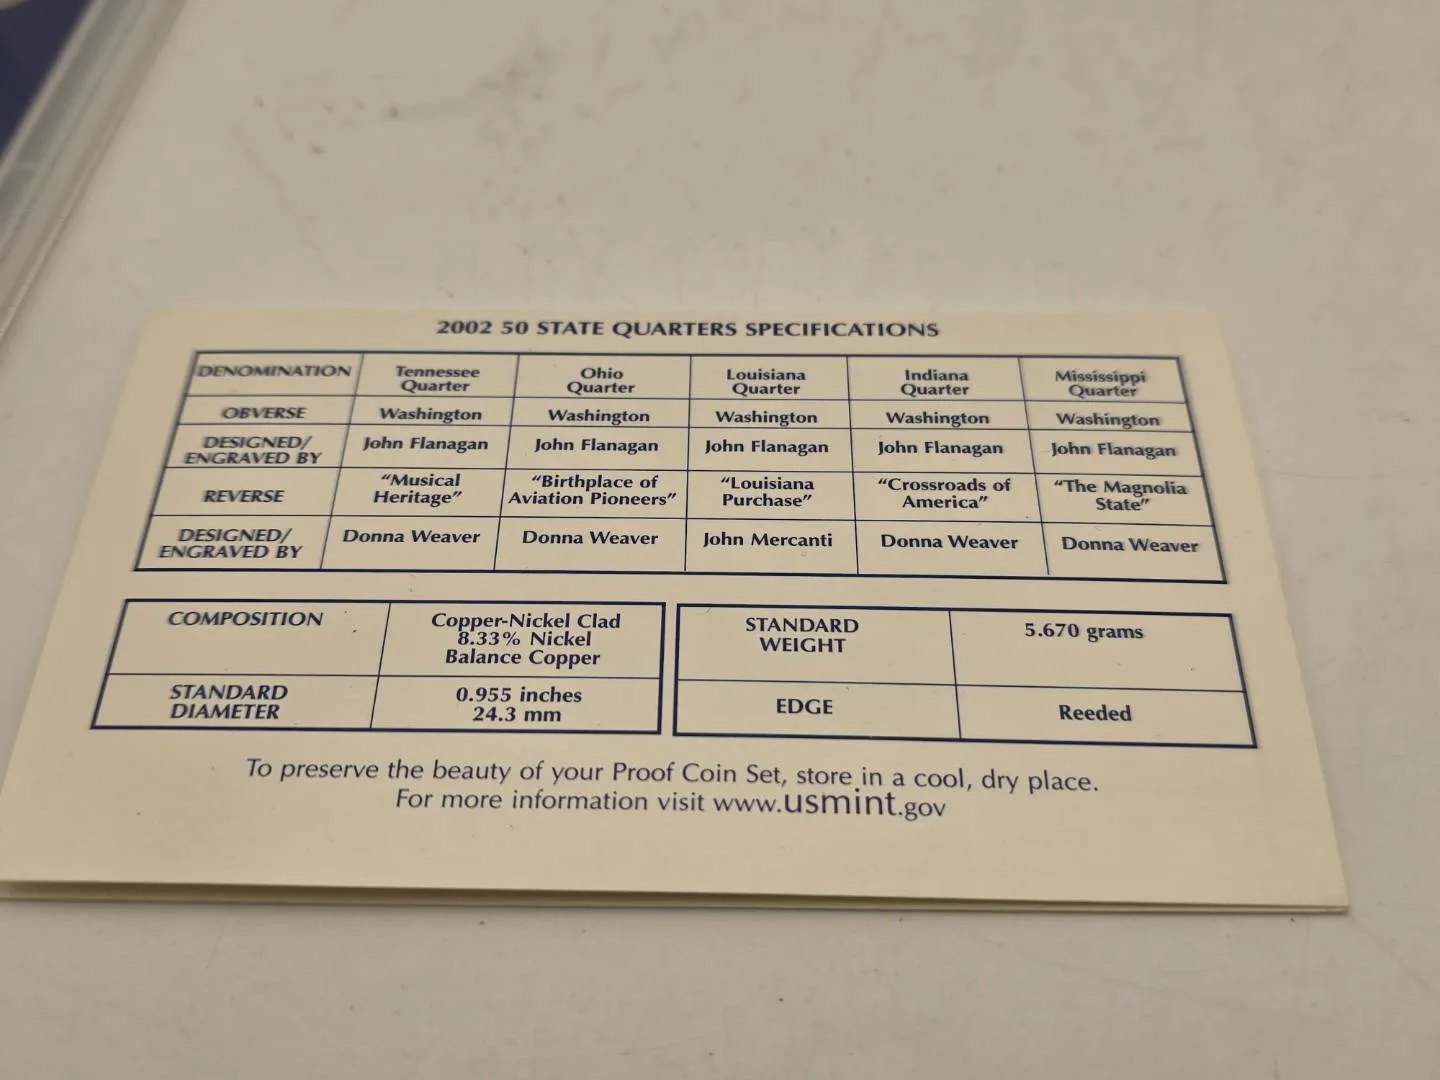 2002 50 STATE QUARTERS SPECIFICATIONS
DENOMINATION Tennessee Quarter Ohio Quarter Louisiana Quarter Indiana Quarter Mississippi Quarter
OBVERSE Washington Washington Washington Washington Washington
DESIGNED/ ENGRAVED BY John Flanagan John Flanagan John Flanagan John Flanagan John Flanagan
REVERSE “Musical Heritage” “Birthplace of Aviation Pioneers” “Louisiana Purchase” “Crossroads of America” “The Magnolia State”
DESIGNED/ ENGRAVED BY Donna Weaver Donna Weaver John Mercanti Donna Weaver Donna Weaver
COMPOSITION Copper-Nickel Clad
8.33% Nickel
Balance Copper
STANDARD DIAMETER 0.955 inches
24.3 mm
STANDARD WEIGHT 5.670 grams
EDGE Reeded
To preserve the beauty of your Proof Coin Set, store in a cool, dry place.
For more information visit www.usmint.gov